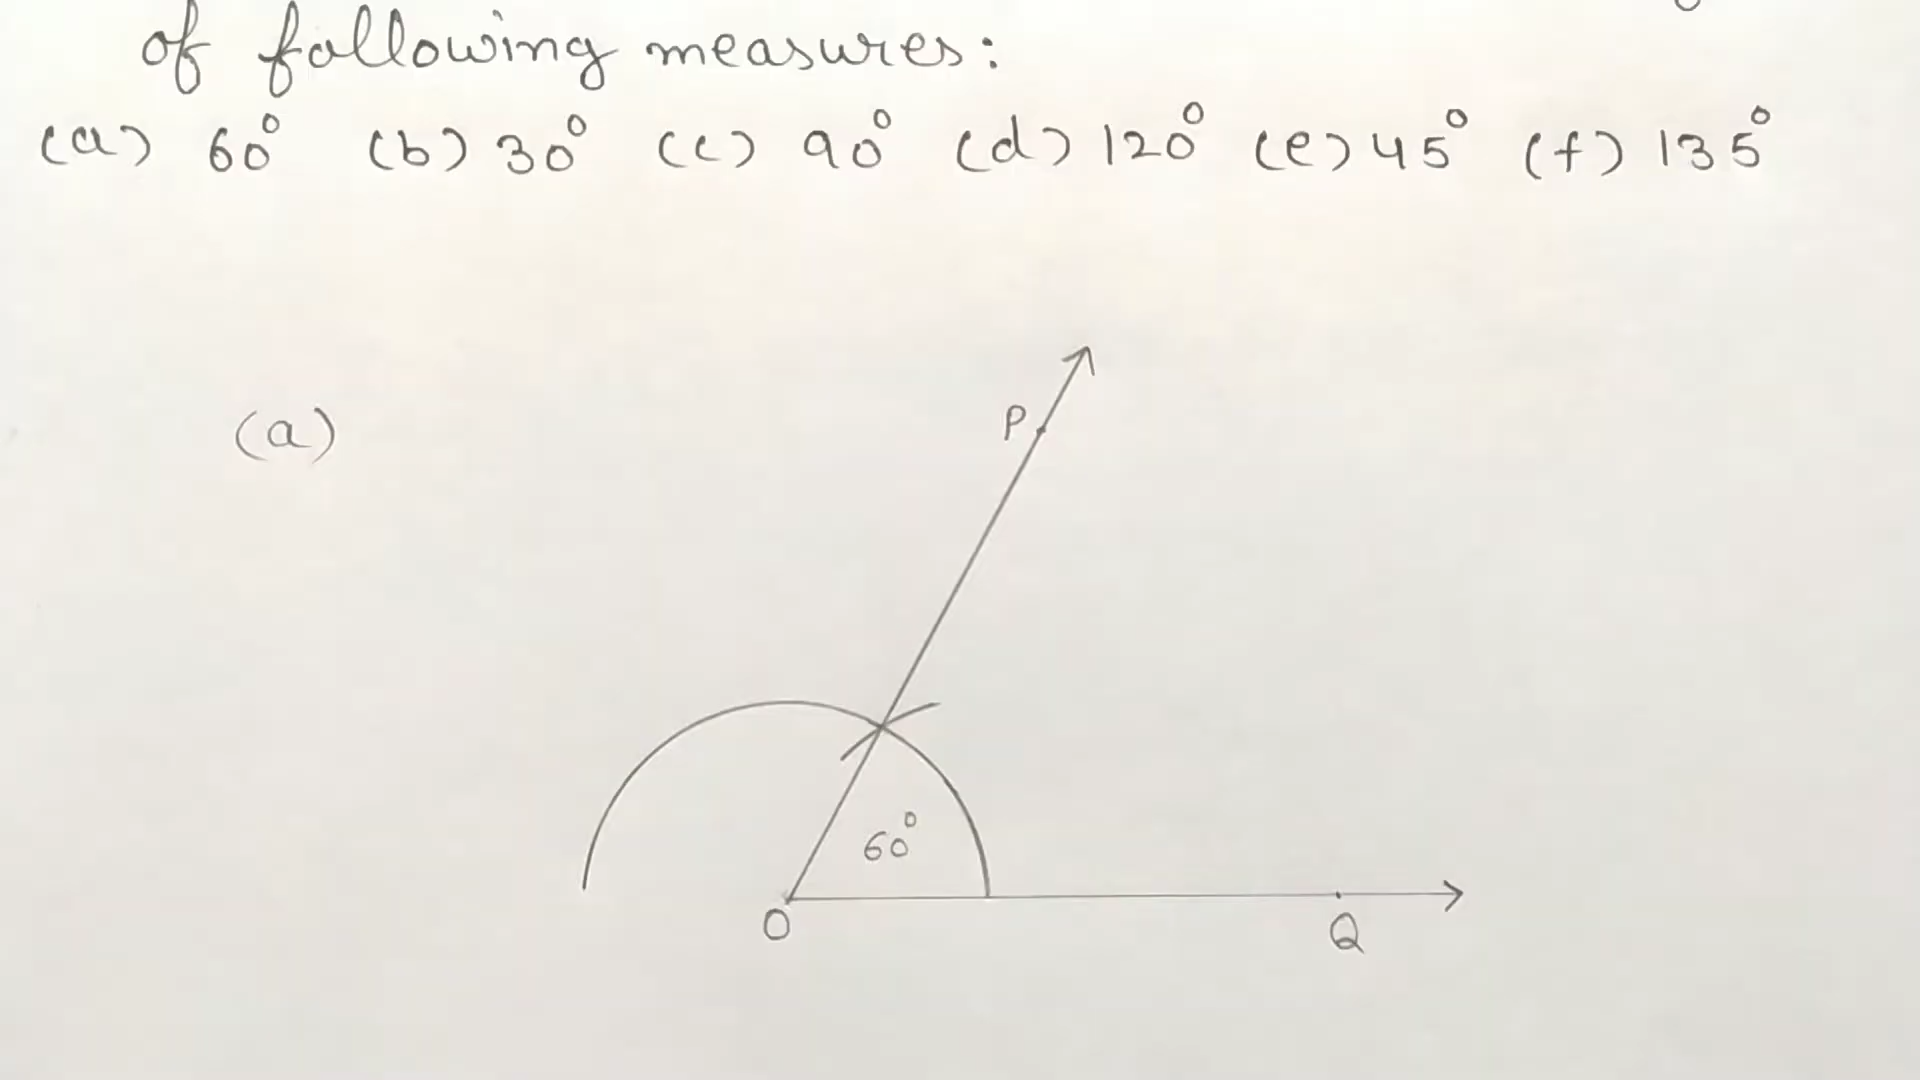 of following measures:
(a) 60° (b) 30° (c) 90° (d) 120° (e) 45° (f) 135°
(a)
P
60°
O
Q